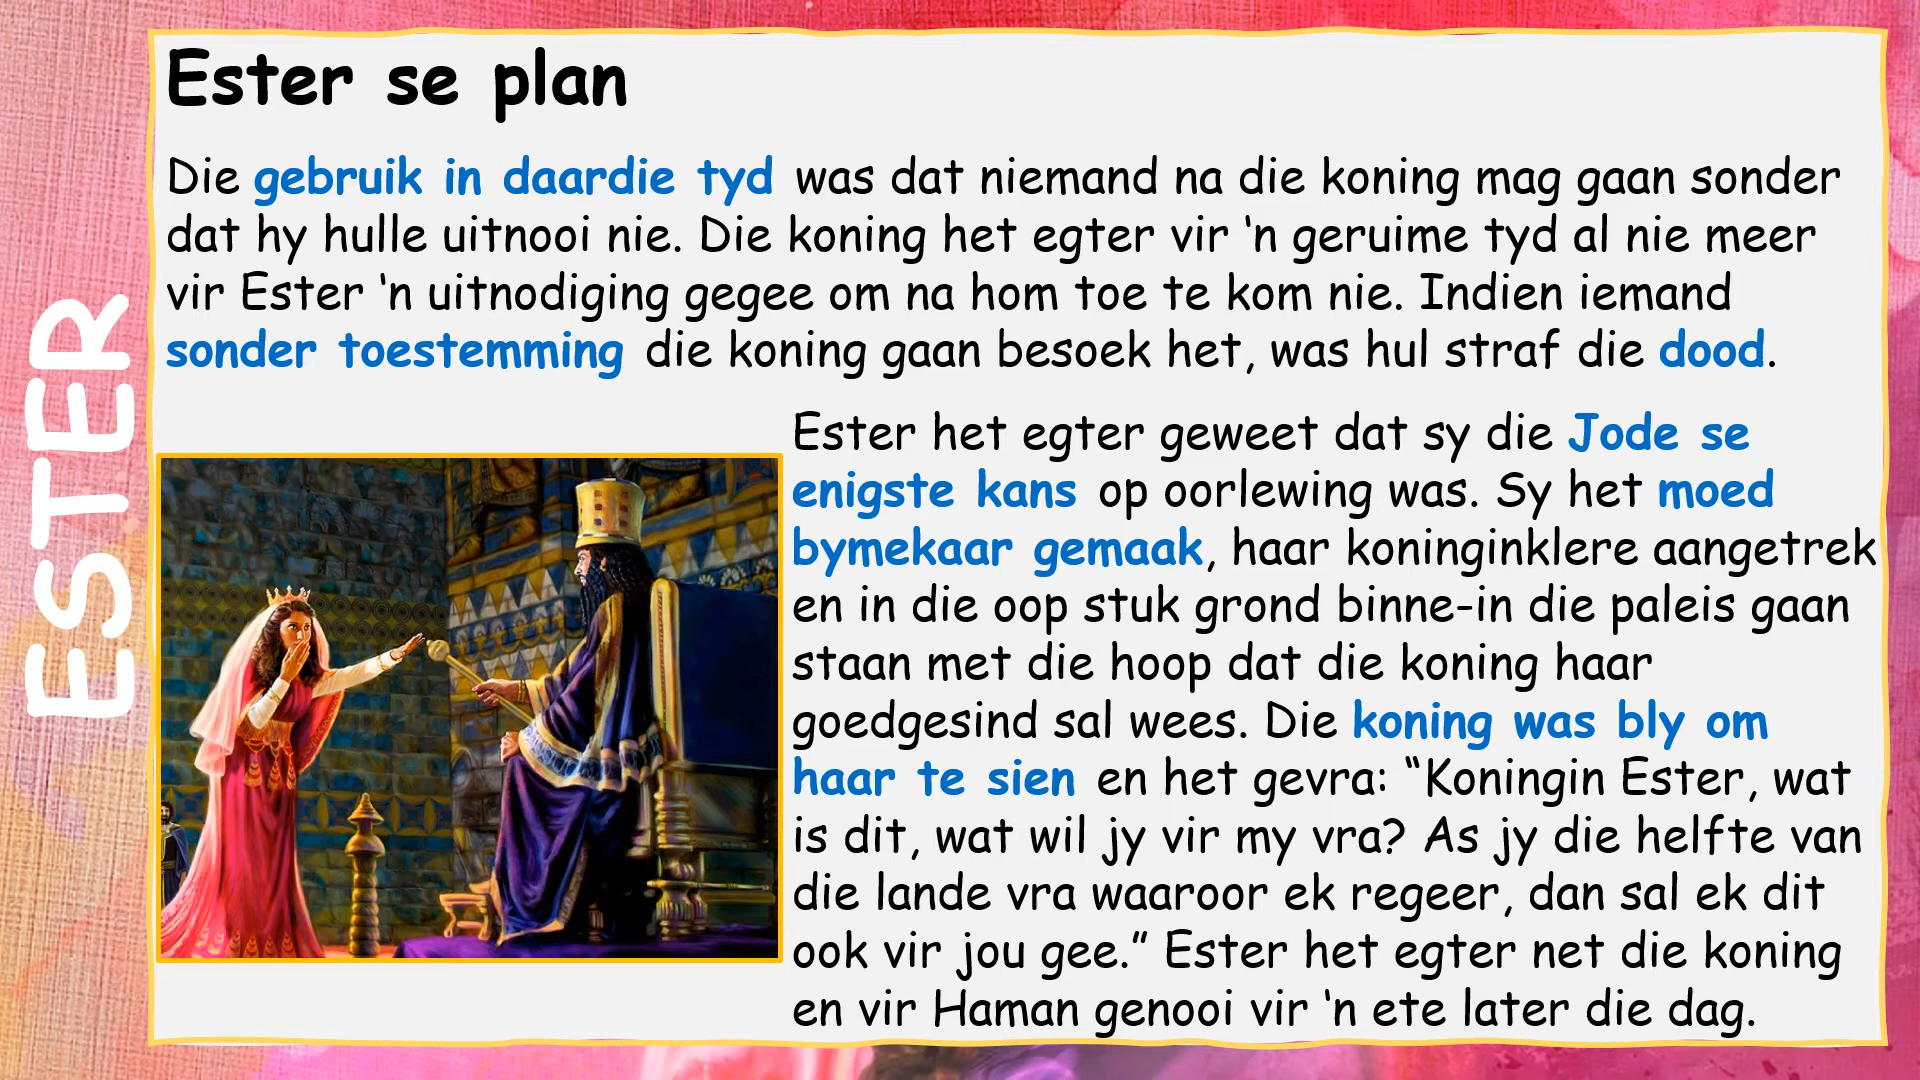 Ester se plan
Die gebruik in daardie tyd was dat niemand na die koning mag gaan sonder
dat hy hulle uitnooi nie. Die koning het egter vir ‘n geruime tyd al nie meer
vir Ester ‘n uitnodiging gegee om na hom toe te kom nie. Indien iemand
sonder toestemming die koning gaan besoek het, was hul straf die dood.
ESTER
Ester het egter geweet dat sy die Jode se
enigste kans op oorlewing was. Sy het moed
bymekaar gemaak, haar koninginklere aangetrek
en in die oop stuk grond binne-in die paleis gaan
staan met die hoop dat die koning haar
goedgesind sal wees. Die koning was bly om
haar te sien en het gevra: “Koningin Ester, wat
is dit, wat wil jy vir my vra? As jy die helfte van
die lande vra waaroor ek regeer, dan sal ek dit
ook vir jou gee.” Ester het egter net die koning
en vir Haman genooi vir ‘n ete later die dag.